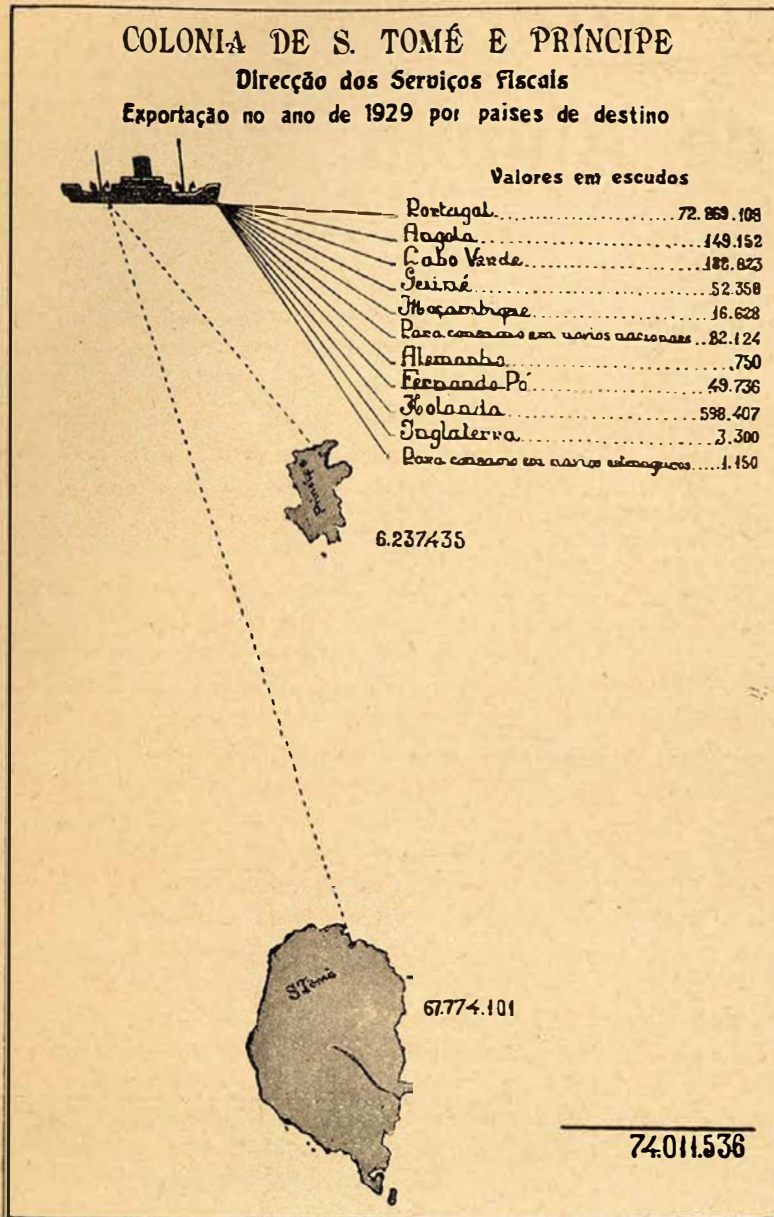 COLONIA DE S. TOMÉ E PRÍNCIPE
Direcção dos Serviços Fiscais
Exportação no ano de 1929 por paises de destino
Valores em escudos
Portugal.....................72.869.108
Angola.........................149.152
Cabo Verde...................188.823
Guiné...........................52.358
Moçambique..................16.628
Para consumo em navios nacionaes..82.124
Alemanha........................750
Fernando Pó..................49.736
Holanda.......................598.407
Inglaterra.......................3.300
Para consumo em navios estrangeiros.....1.150
Príncipe
6.237.435
S. Tomé
67.774.101
74.011.536